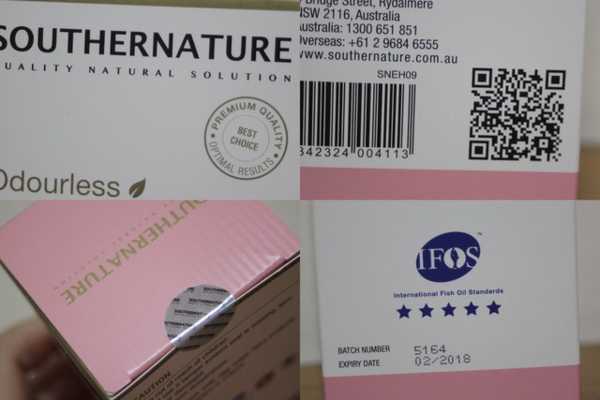 SOUTHERNATURE
QUALITY NATURAL SOLUTION
PREMIUM QUALITY
BEST
CHOICE
OPTIMAL RESULTS
Odourless
Bridge Street, Rydalmere
NSW 2116, Australia
Australia: 1300 651 851
Overseas: +61 2 9684 6555
www.southernature.com.au
SNEH09
342324 004113
SOUTHERNATURE
SOUTHERNATURE
CAUTION
IFOS
International Fish Oil Standards
BATCH NUMBER 5164
EXPIRY DATE 02/2018